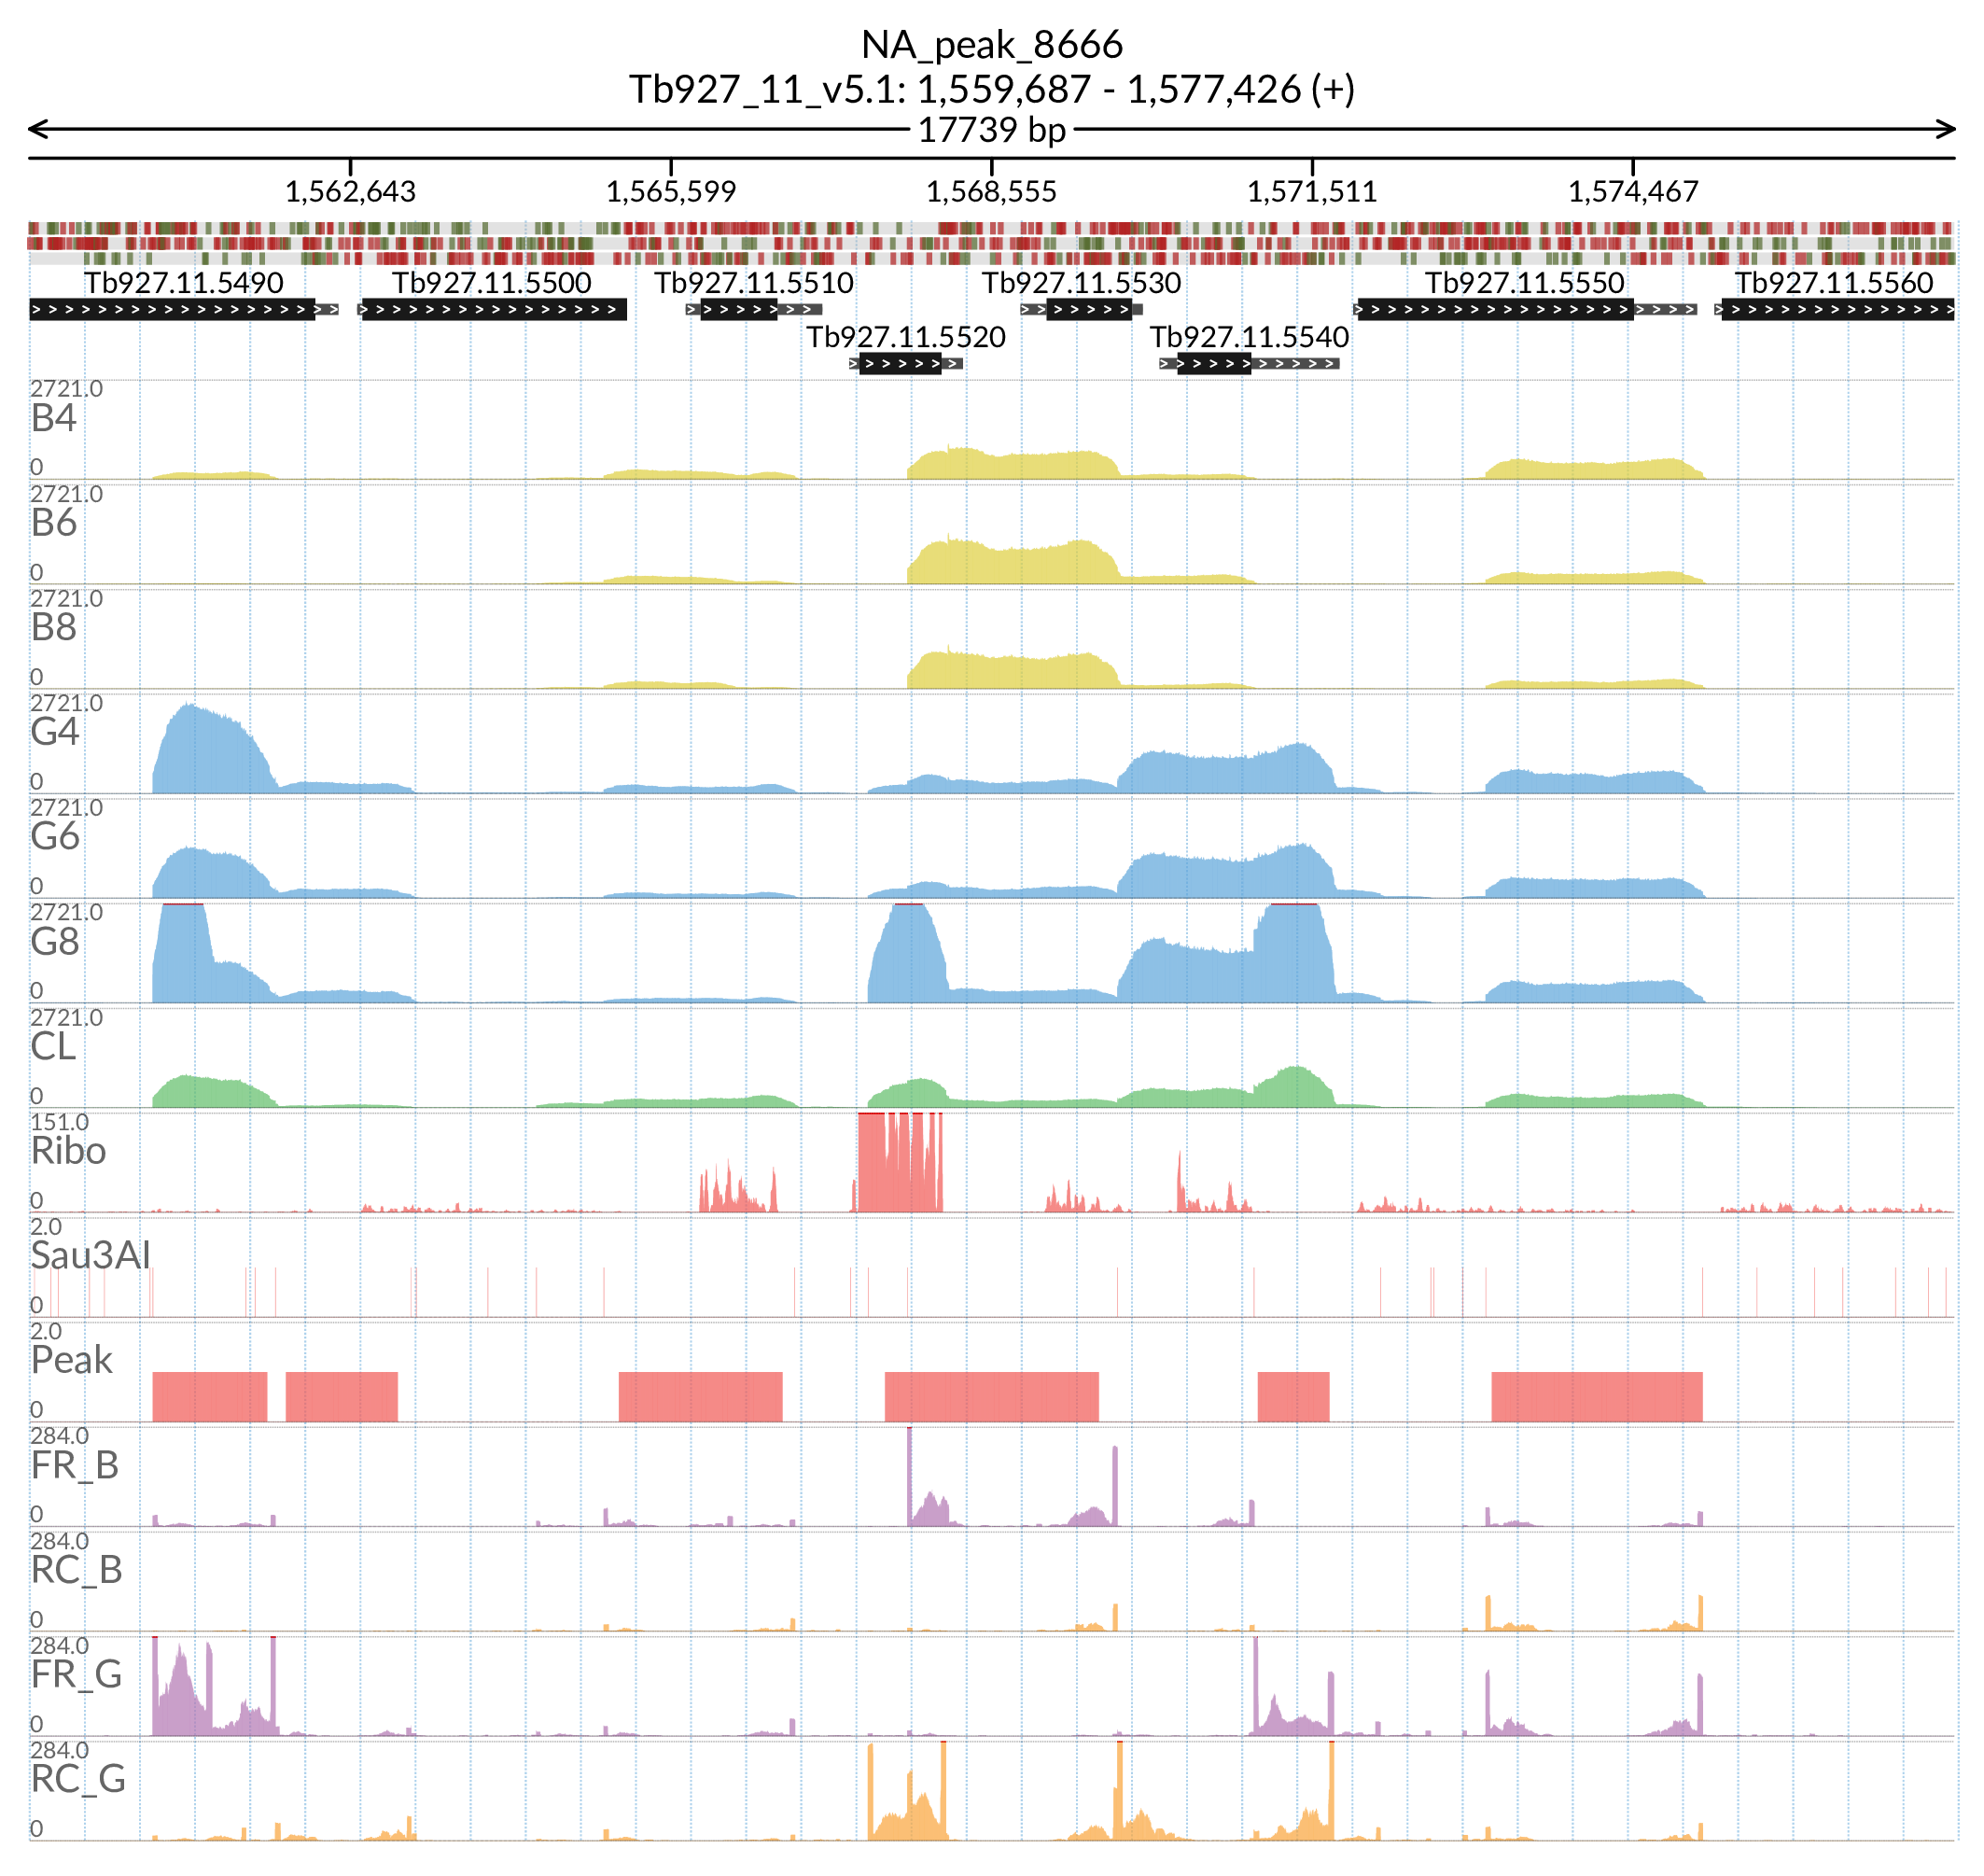 NA_peak_8666
Tb927_11_v5.1: 1,559,687 - 1,577,426 (+)
17739 bp
1,562,643 1,565,599 1,568,555 1,571,511 1,574,467
Tb927.11.5490 Tb927.11.5500 Tb927.11.5510 Tb927.11.5530 Tb927.11.5550 Tb927.11.5560
Tb927.11.5520 Tb927.11.5540
2721.0
B4
0
2721.0
B6
0
2721.0
B8
0
2721.0
G4
0
2721.0
G6
0
2721.0
G8
0
2721.0
CL
0
151.0
Ribo
0
2.0
Sau3AI
0
2.0
Peak
0
284.0
FR_B
0
284.0
RC_B
0
284.0
FR_G
0
284.0
RC_G
0